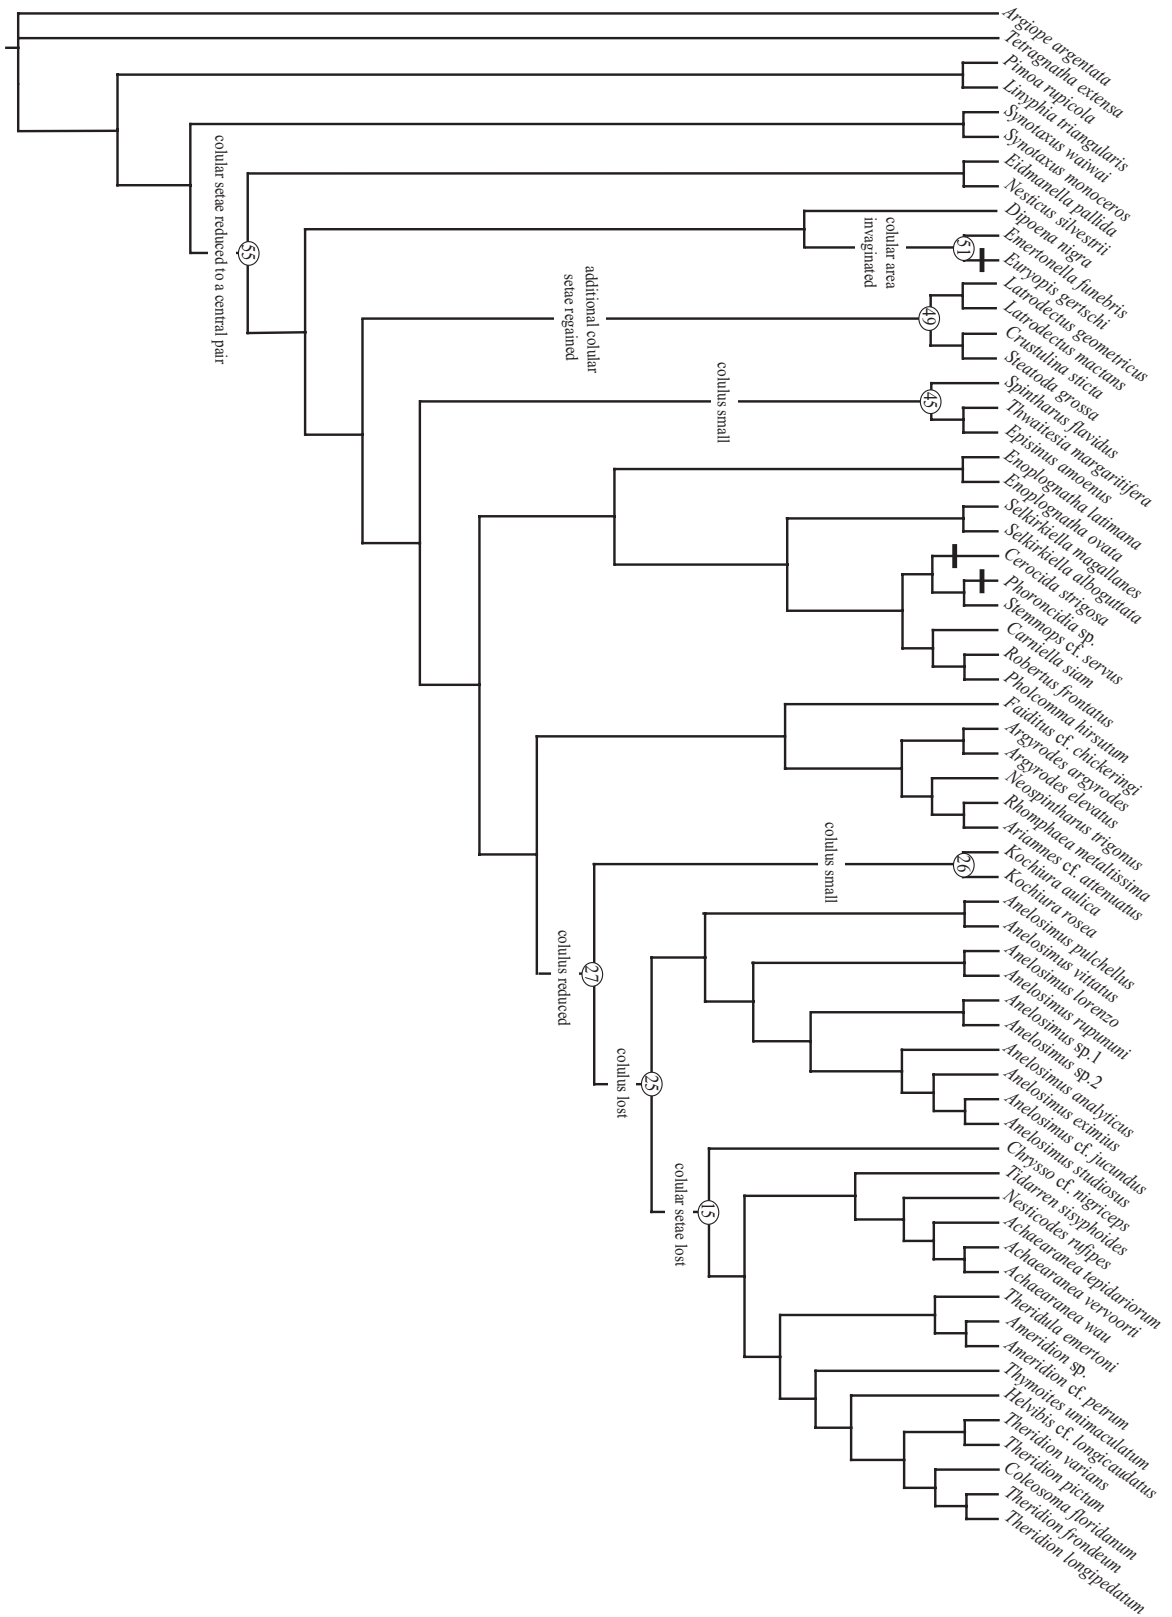 Argiope argentata
Tetragnatha extensa
Pimoa rupicola
Linyphia triangularis
Synotaxus waiwai
Synotaxus monoceros
Eidmanella pallida
Nesticus silvestrii
Dipoena nigra
Emertonella funebris
Euryopis gertschi
Latrodectus geometricus
Latrodectus mactans
Crustulina sticta
Steatoda grossa
Spintharus flavidus
Thwaitesia margaritifera
Episinus amoenus
Enoplognatha latimana
Enoplognatha ovata
Selkirkiella magallanes
Selkirkiella alboguttata
Cerocida strigosa
Phoroncidia sp.
Stemmops cf. servus
Carniella siam
Robertus frontatus
Pholcomma hirsutum
Faiditus cf. chickeringi
Argyrodes argyrodes
Argyrodes elevatus
Neospintharus trigonus
Rhomphaea metaltissima
Ariamnes cf. attenuatus
Kochiura aulica
Kochiura rosea
Anelosimus pulchellus
Anelosimus vittatus
Anelosimus lorenzo
Anelosimus rupununi
Anelosimus sp.1
Anelosimus sp.2
Anelosimus analyticus
Anelosimus eximius
Anelosimus cf. jucundus
Anelosimus studiosus
Chrysso cf. nigriceps
Tidarren sisyphoides
Nesticodes rufipes
Achaearanea tepidariorum
Achaearanea vervoorti
Achaearanea wau
Theridula emertoni
Ameridion sp.
Ameridion cf. petrum
Thymoites unimaculatum
Helvibis cf. longicaudatus
Theridion varians
Theridion pictum
Coleosoma floridanum
Theridion frondeum
Theridion longipedatum
colular setae reduced to a central pair
55
colular area
invaginated
51
additional colular
setae regained
49
colulus small
45
colulus small
26
colulus reduced
27
colulus lost
25
colular setae lost
15